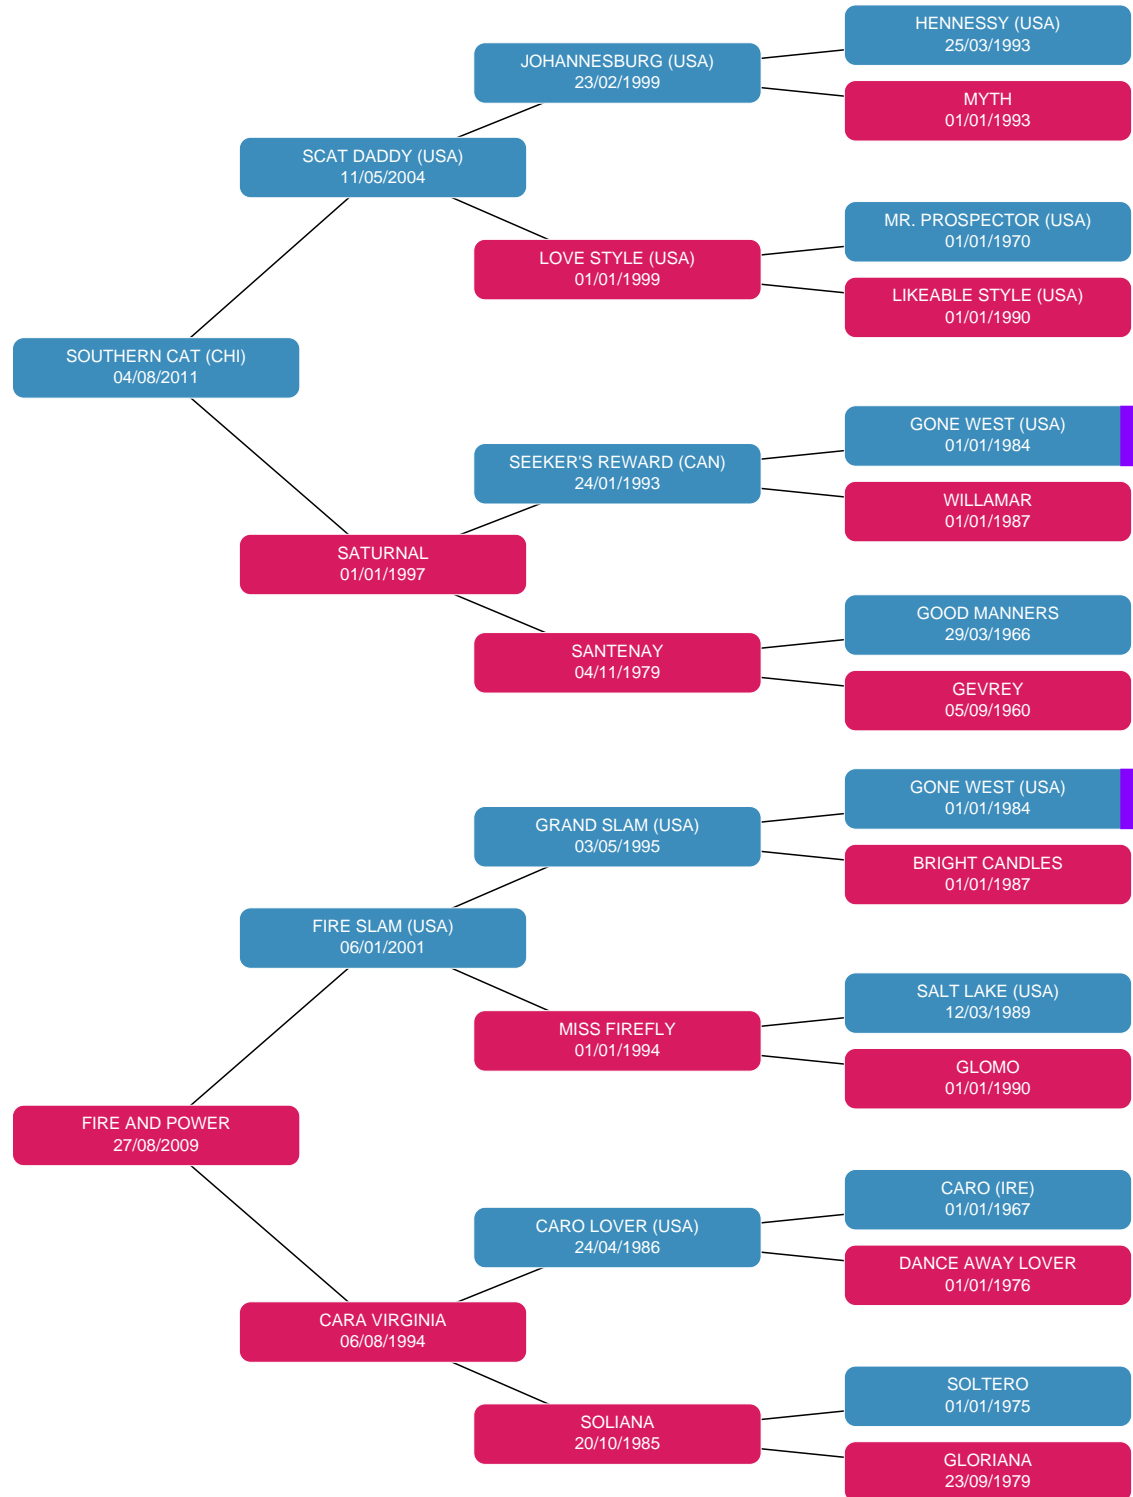 HENNESSY (USA)
25/03/1993
JOHANNESBURG (USA)
23/02/1999
MYTH
01/01/1993
SCAT DADDY (USA)
11/05/2004
MR. PROSPECTOR (USA)
01/01/1970
LOVE STYLE (USA)
01/01/1999
LIKEABLE STYLE (USA)
01/01/1990
SOUTHERN CAT (CHI)
04/08/2011
GONE WEST (USA)
01/01/1984
SEEKER'S REWARD (CAN)
24/01/1993
WILLAMAR
01/01/1987
SATURNAL
01/01/1997
GOOD MANNERS
29/03/1966
SANTENAY
04/11/1979
GEVREY
05/09/1960
GONE WEST (USA)
01/01/1984
GRAND SLAM (USA)
03/05/1995
BRIGHT CANDLES
01/01/1987
FIRE SLAM (USA)
06/01/2001
SALT LAKE (USA)
12/03/1989
MISS FIREFLY
01/01/1994
GLOMO
01/01/1990
FIRE AND POWER
27/08/2009
CARO (IRE)
01/01/1967
CARO LOVER (USA)
24/04/1986
DANCE AWAY LOVER
01/01/1976
CARA VIRGINIA
06/08/1994
SOLTERO
01/01/1975
SOLIANA
20/10/1985
GLORIANA
23/09/1979